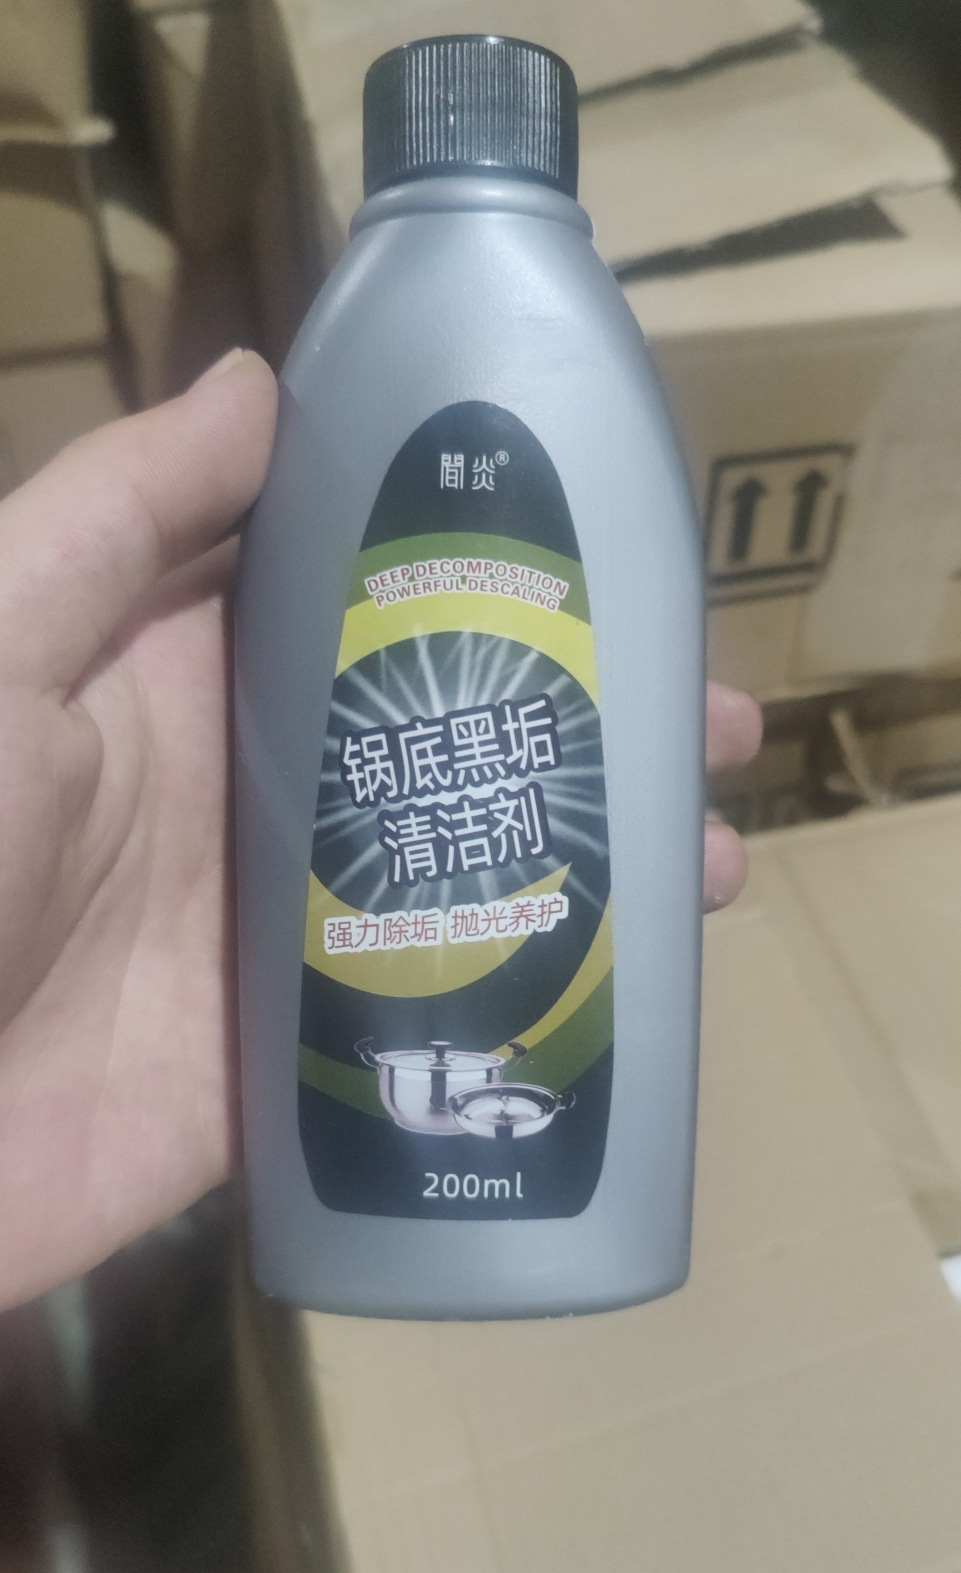 間炎®
DEEP DECOMPOSITION
POWERFUL DESCALING
锅底黑垢
清洁剂
强力除垢 抛光养护
200ml